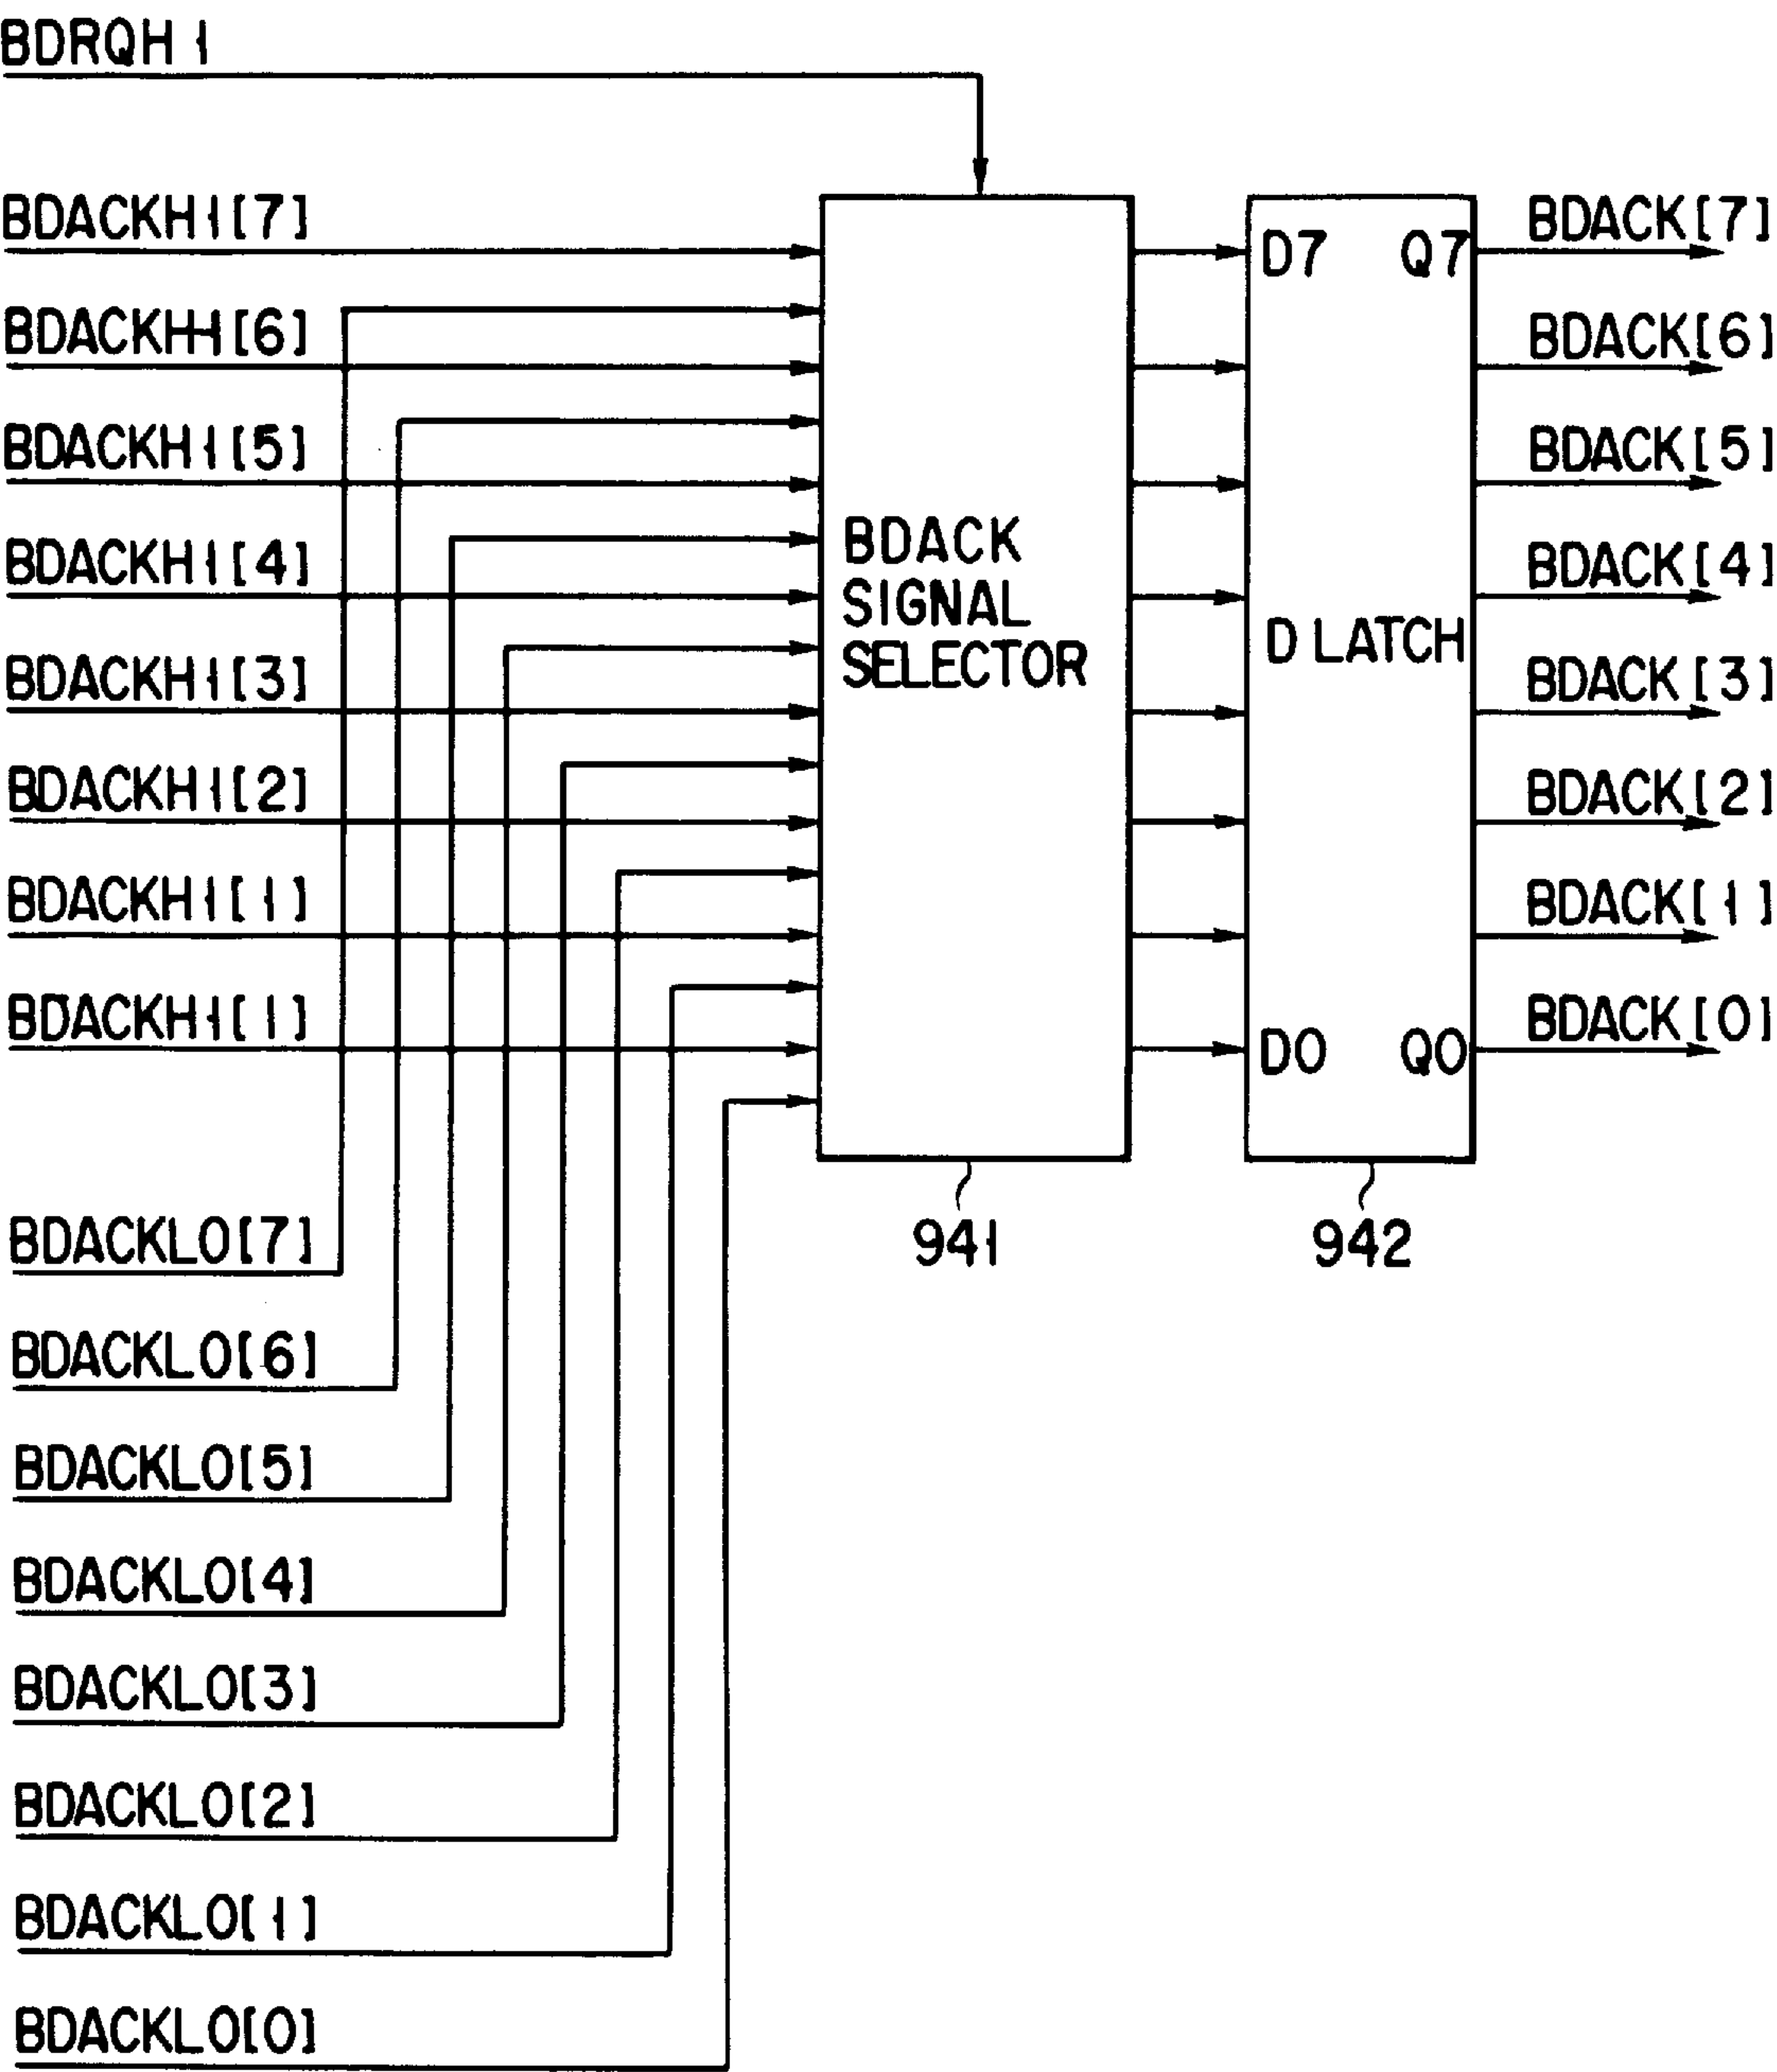 BDRQH1
BDACKH1[7]
BDACKH1[6]
BDACKH1[5]
BDACKH1[4]
BDACKH1[3]
BDACKH1[2]
BDACKH1[1]
BDACKH1[1]
BDACKLO[7]
BDACKLO[6]
BDACKLO[5]
BDACKLO[4]
BDACKLO[3]
BDACKLO[2]
BDACKLO[1]
BDACKLO[0]
BDACK
SIGNAL
SELECTOR
941
D7 Q7
D LATCH
D0 Q0
942
BDACK[7]
BDACK[6]
BDACK[5]
BDACK[4]
BDACK[3]
BDACK[2]
BDACK[1]
BDACK[0]